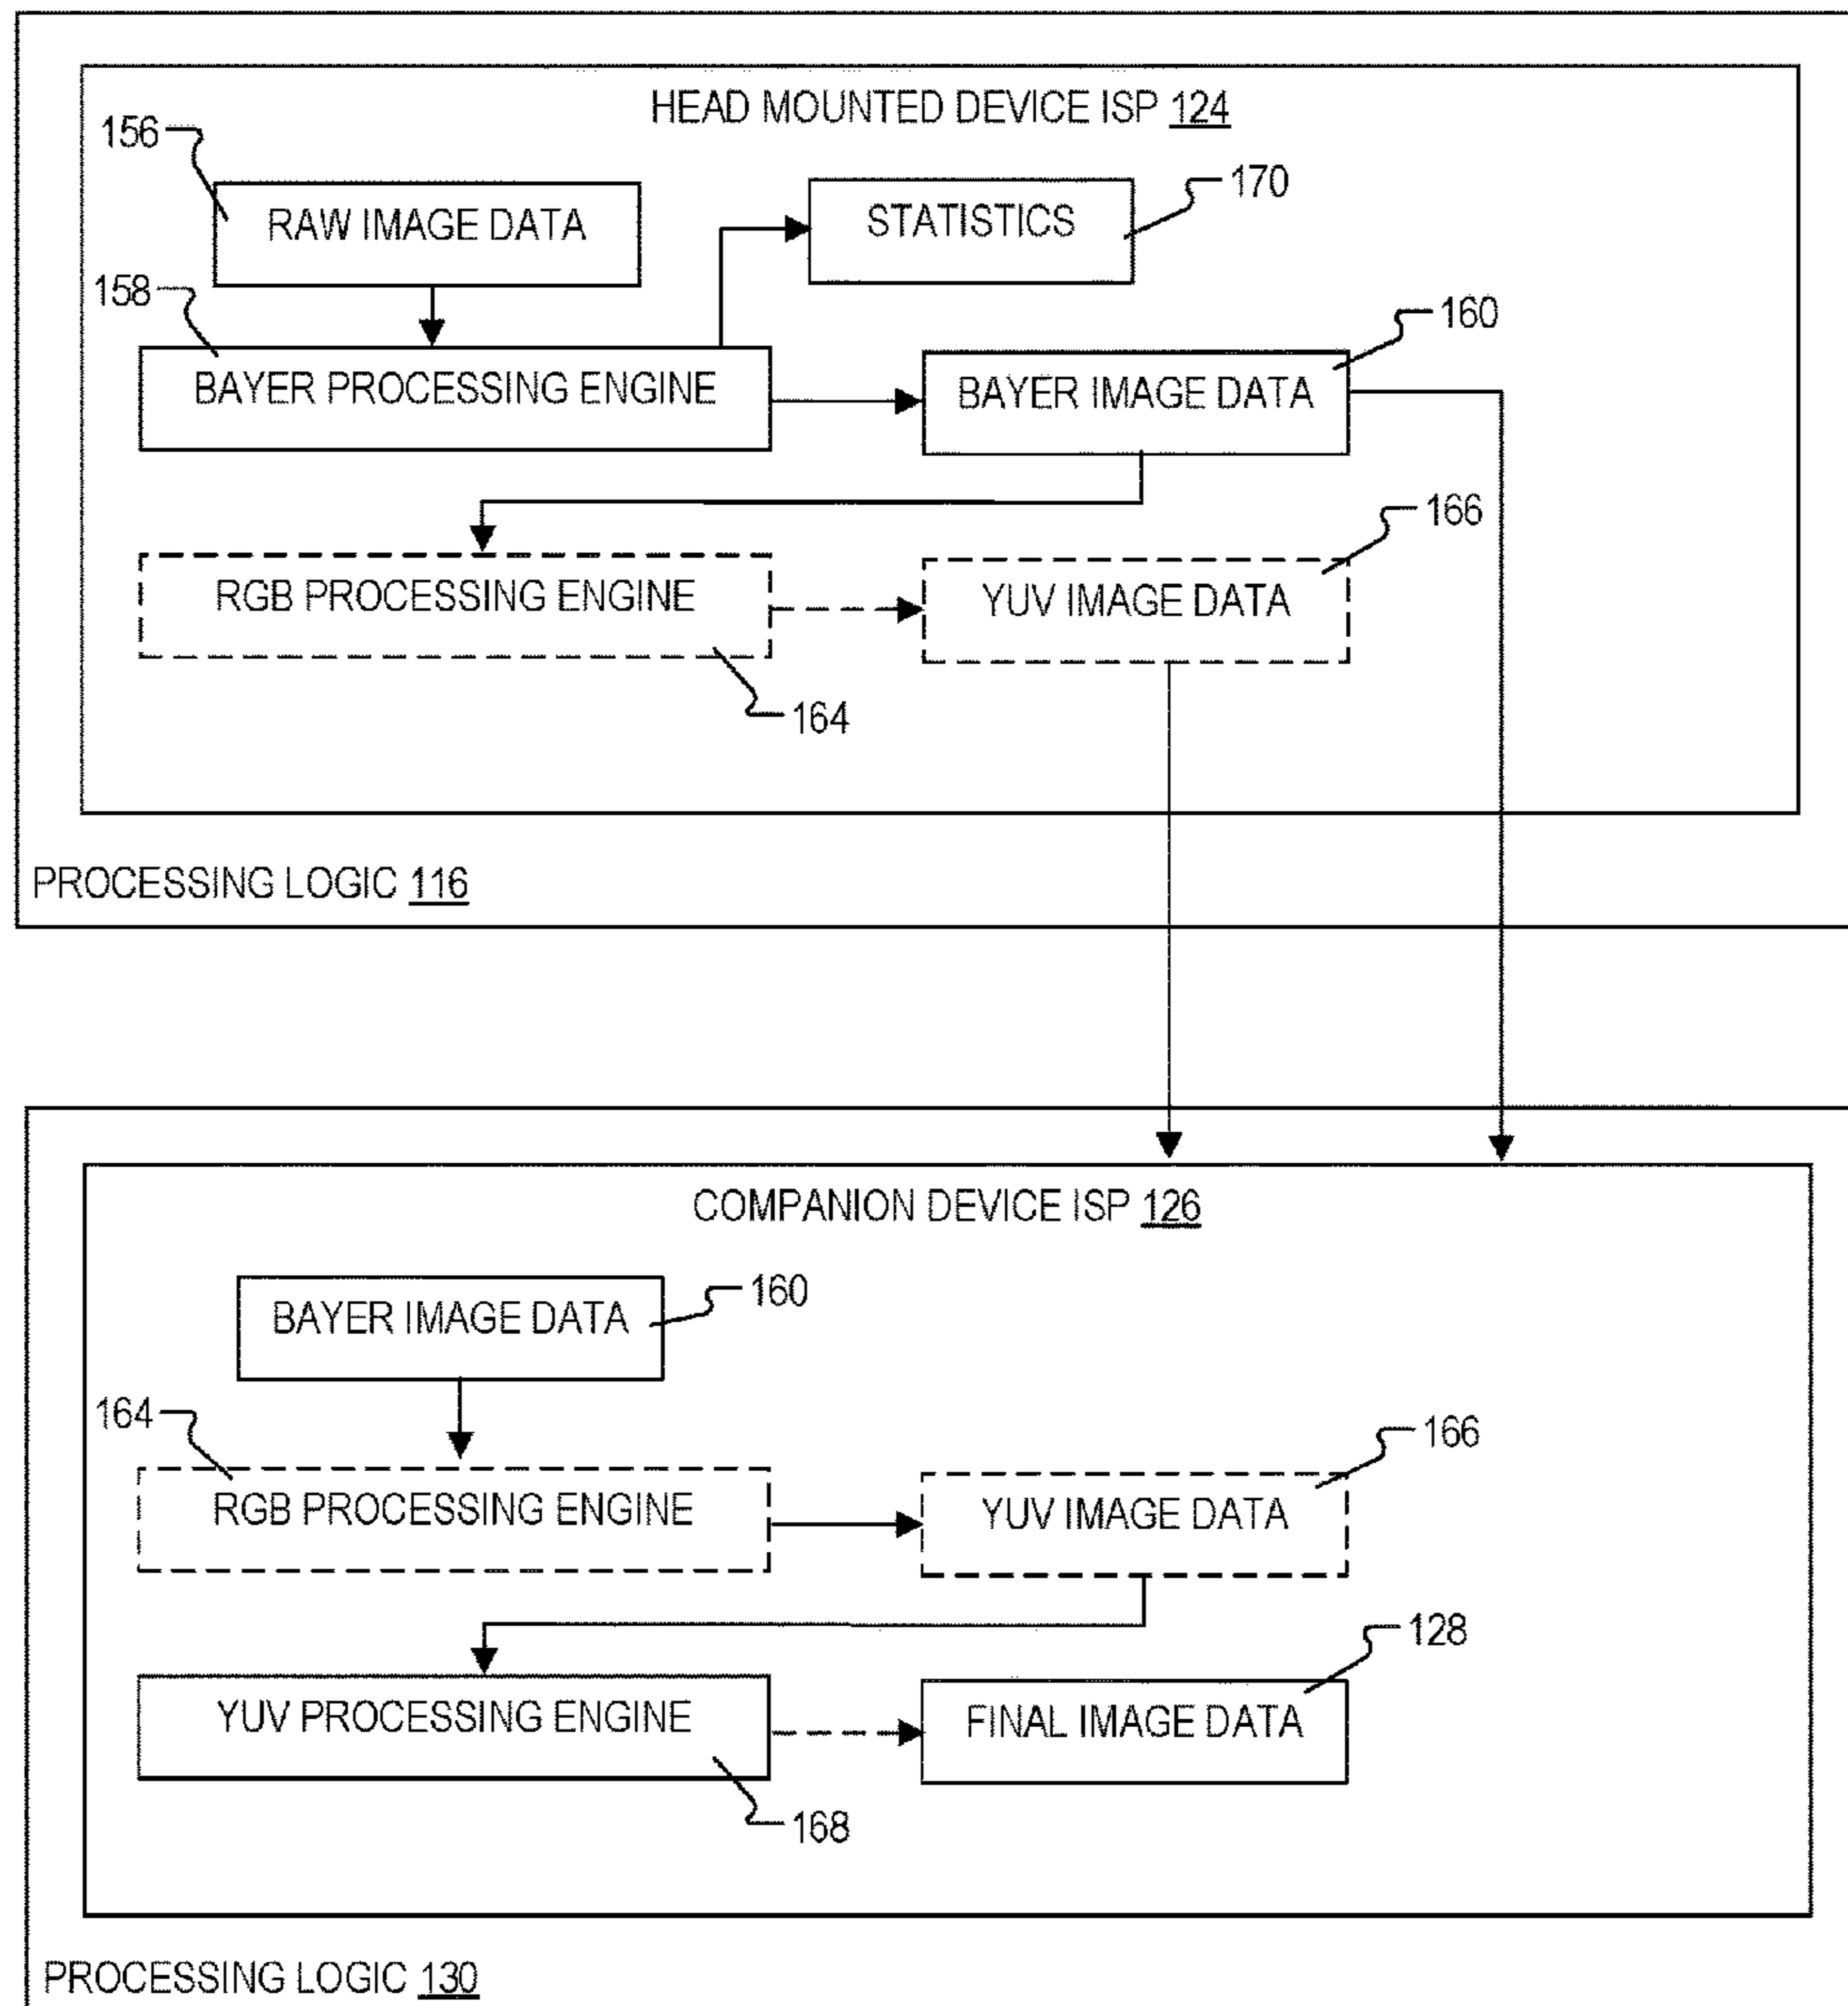 HEAD MOUNTED DEVICE ISP 124
156
RAW IMAGE DATA
STATISTICS
170
158
BAYER PROCESSING ENGINE
BAYER IMAGE DATA
160
RGB PROCESSING ENGINE
164
YUV IMAGE DATA
166
PROCESSING LOGIC 116
COMPANION DEVICE ISP 126
BAYER IMAGE DATA
160
164
RGB PROCESSING ENGINE
YUV IMAGE DATA
166
YUV PROCESSING ENGINE
168
FINAL IMAGE DATA
128
PROCESSING LOGIC 130